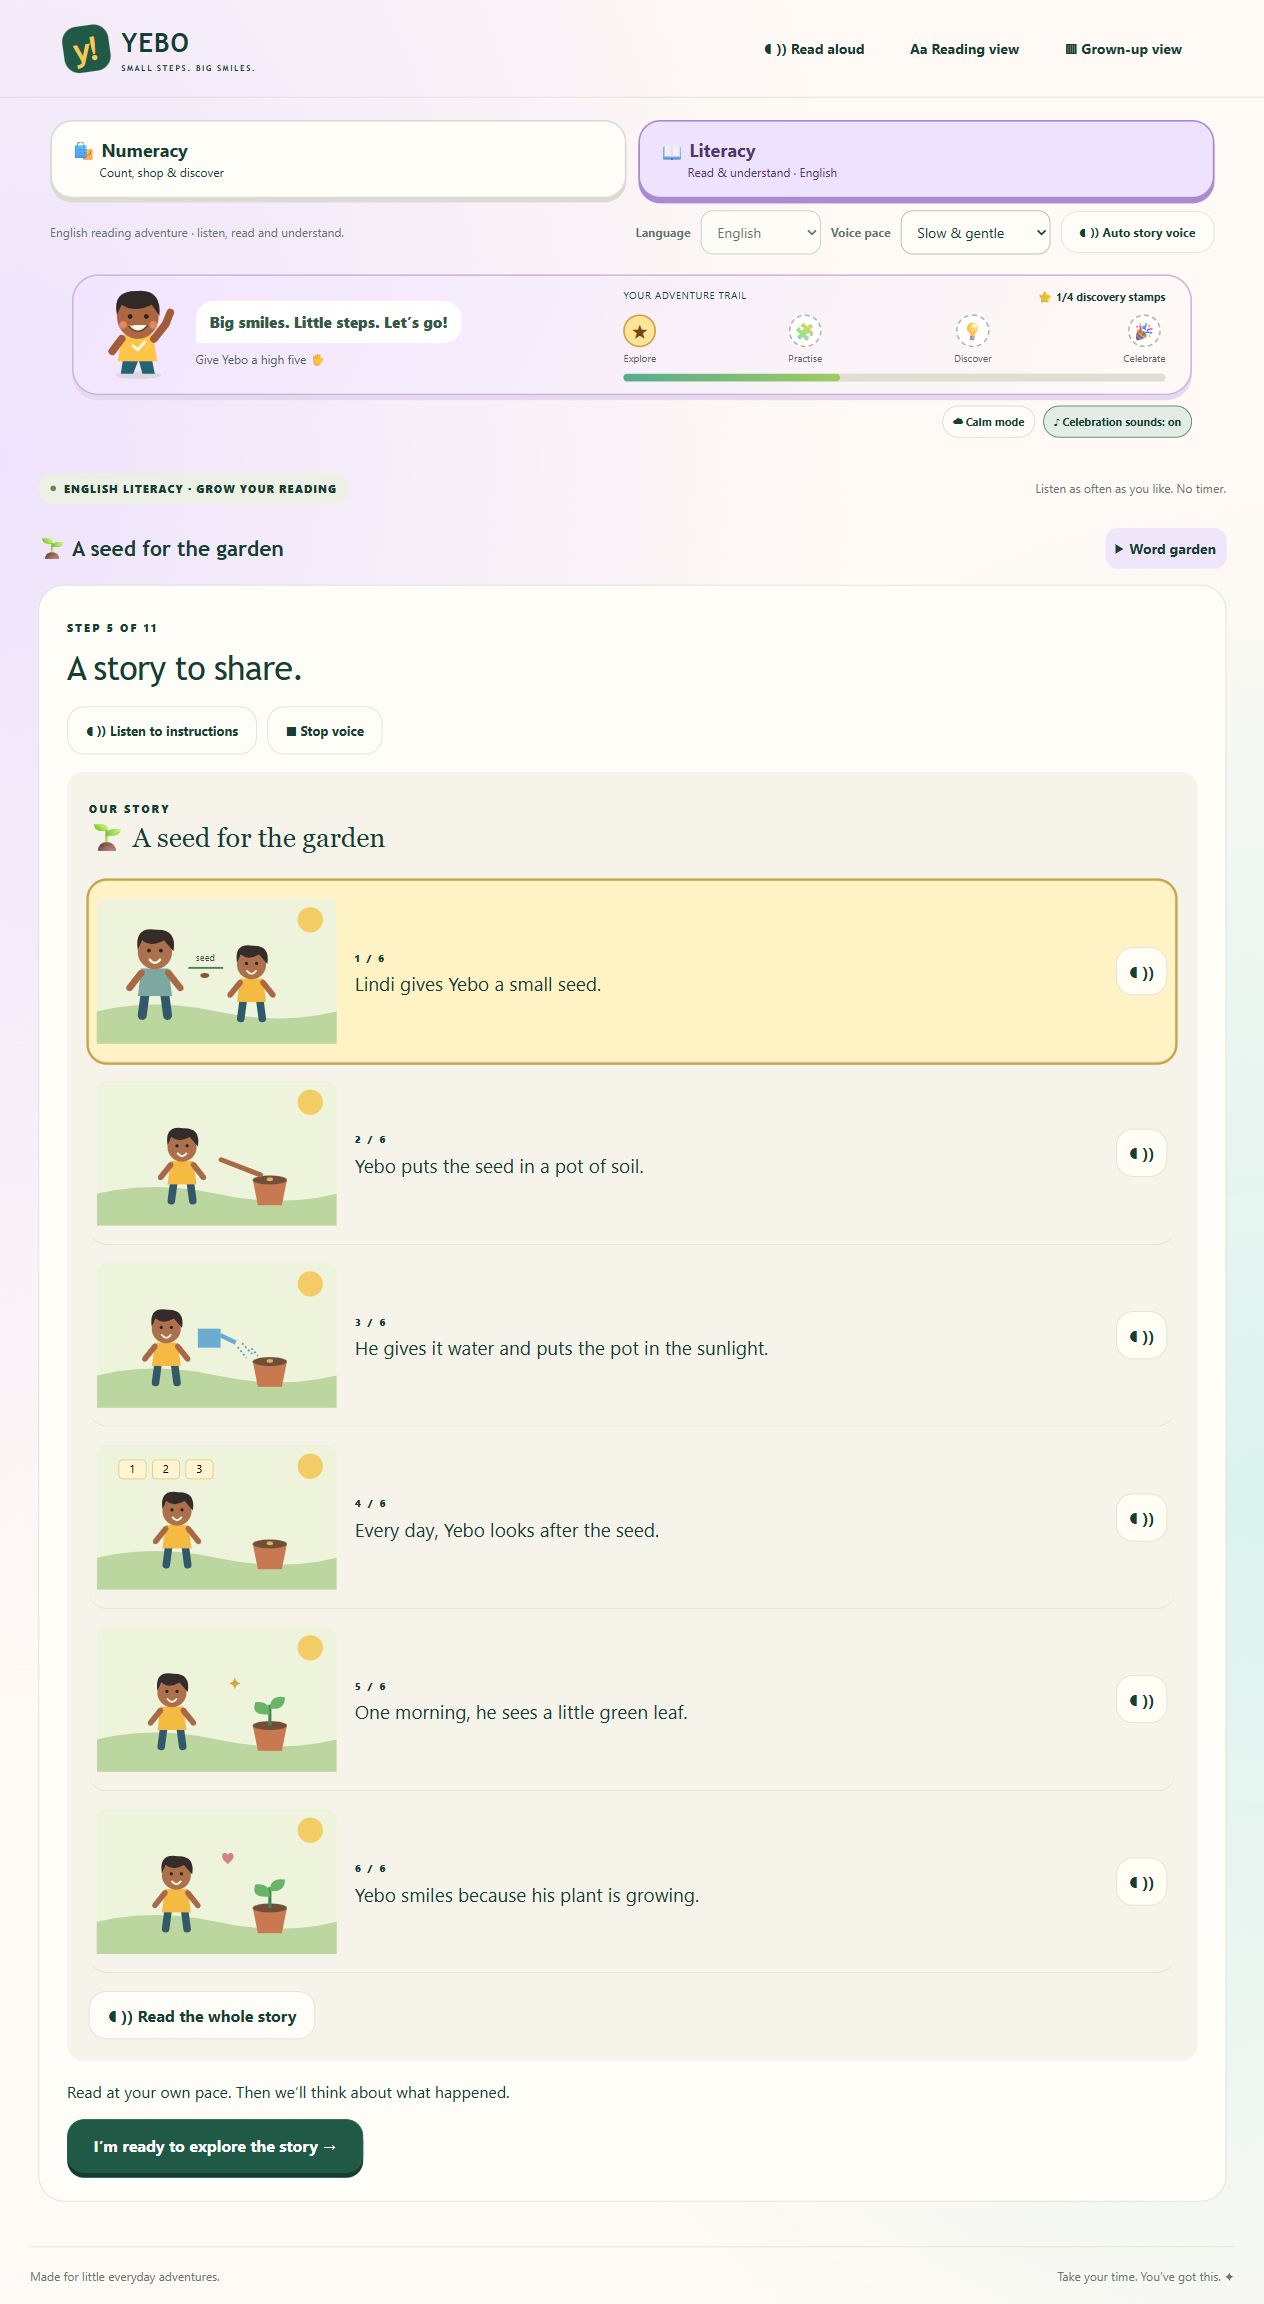 y!
YEBO
SMALL STEPS. BIG SMILES.
Read aloud
Aa Reading view
Grown-up view
Numeracy
Count, shop & discover
Literacy
Read & understand · English
English reading adventure · listen, read and understand.
Language
English
Voice pace
Slow & gentle
Auto story voice
Big smiles. Little steps. Let's go!
Give Yebo a high five
YOUR ADVENTURE TRAIL
1/4 discovery stamps
Explore
Practise
Discover
Celebrate
Calm mode
Celebration sounds: on
ENGLISH LITERACY · GROW YOUR READING
Listen as often as you like. No timer.
A seed for the garden
Word garden
STEP 5 OF 11
A story to share.
Listen to instructions
Stop voice
OUR STORY
A seed for the garden
seed
1 / 6
Lindi gives Yebo a small seed.
2 / 6
Yebo puts the seed in a pot of soil.
3 / 6
He gives it water and puts the pot in the sunlight.
1 2 3
4 / 6
Every day, Yebo looks after the seed.
5 / 6
One morning, he sees a little green leaf.
6 / 6
Yebo smiles because his plant is growing.
Read the whole story
Read at your own pace. Then we'll think about what happened.
I'm ready to explore the story →
Made for little everyday adventures.
Take your time. You've got this. ✦